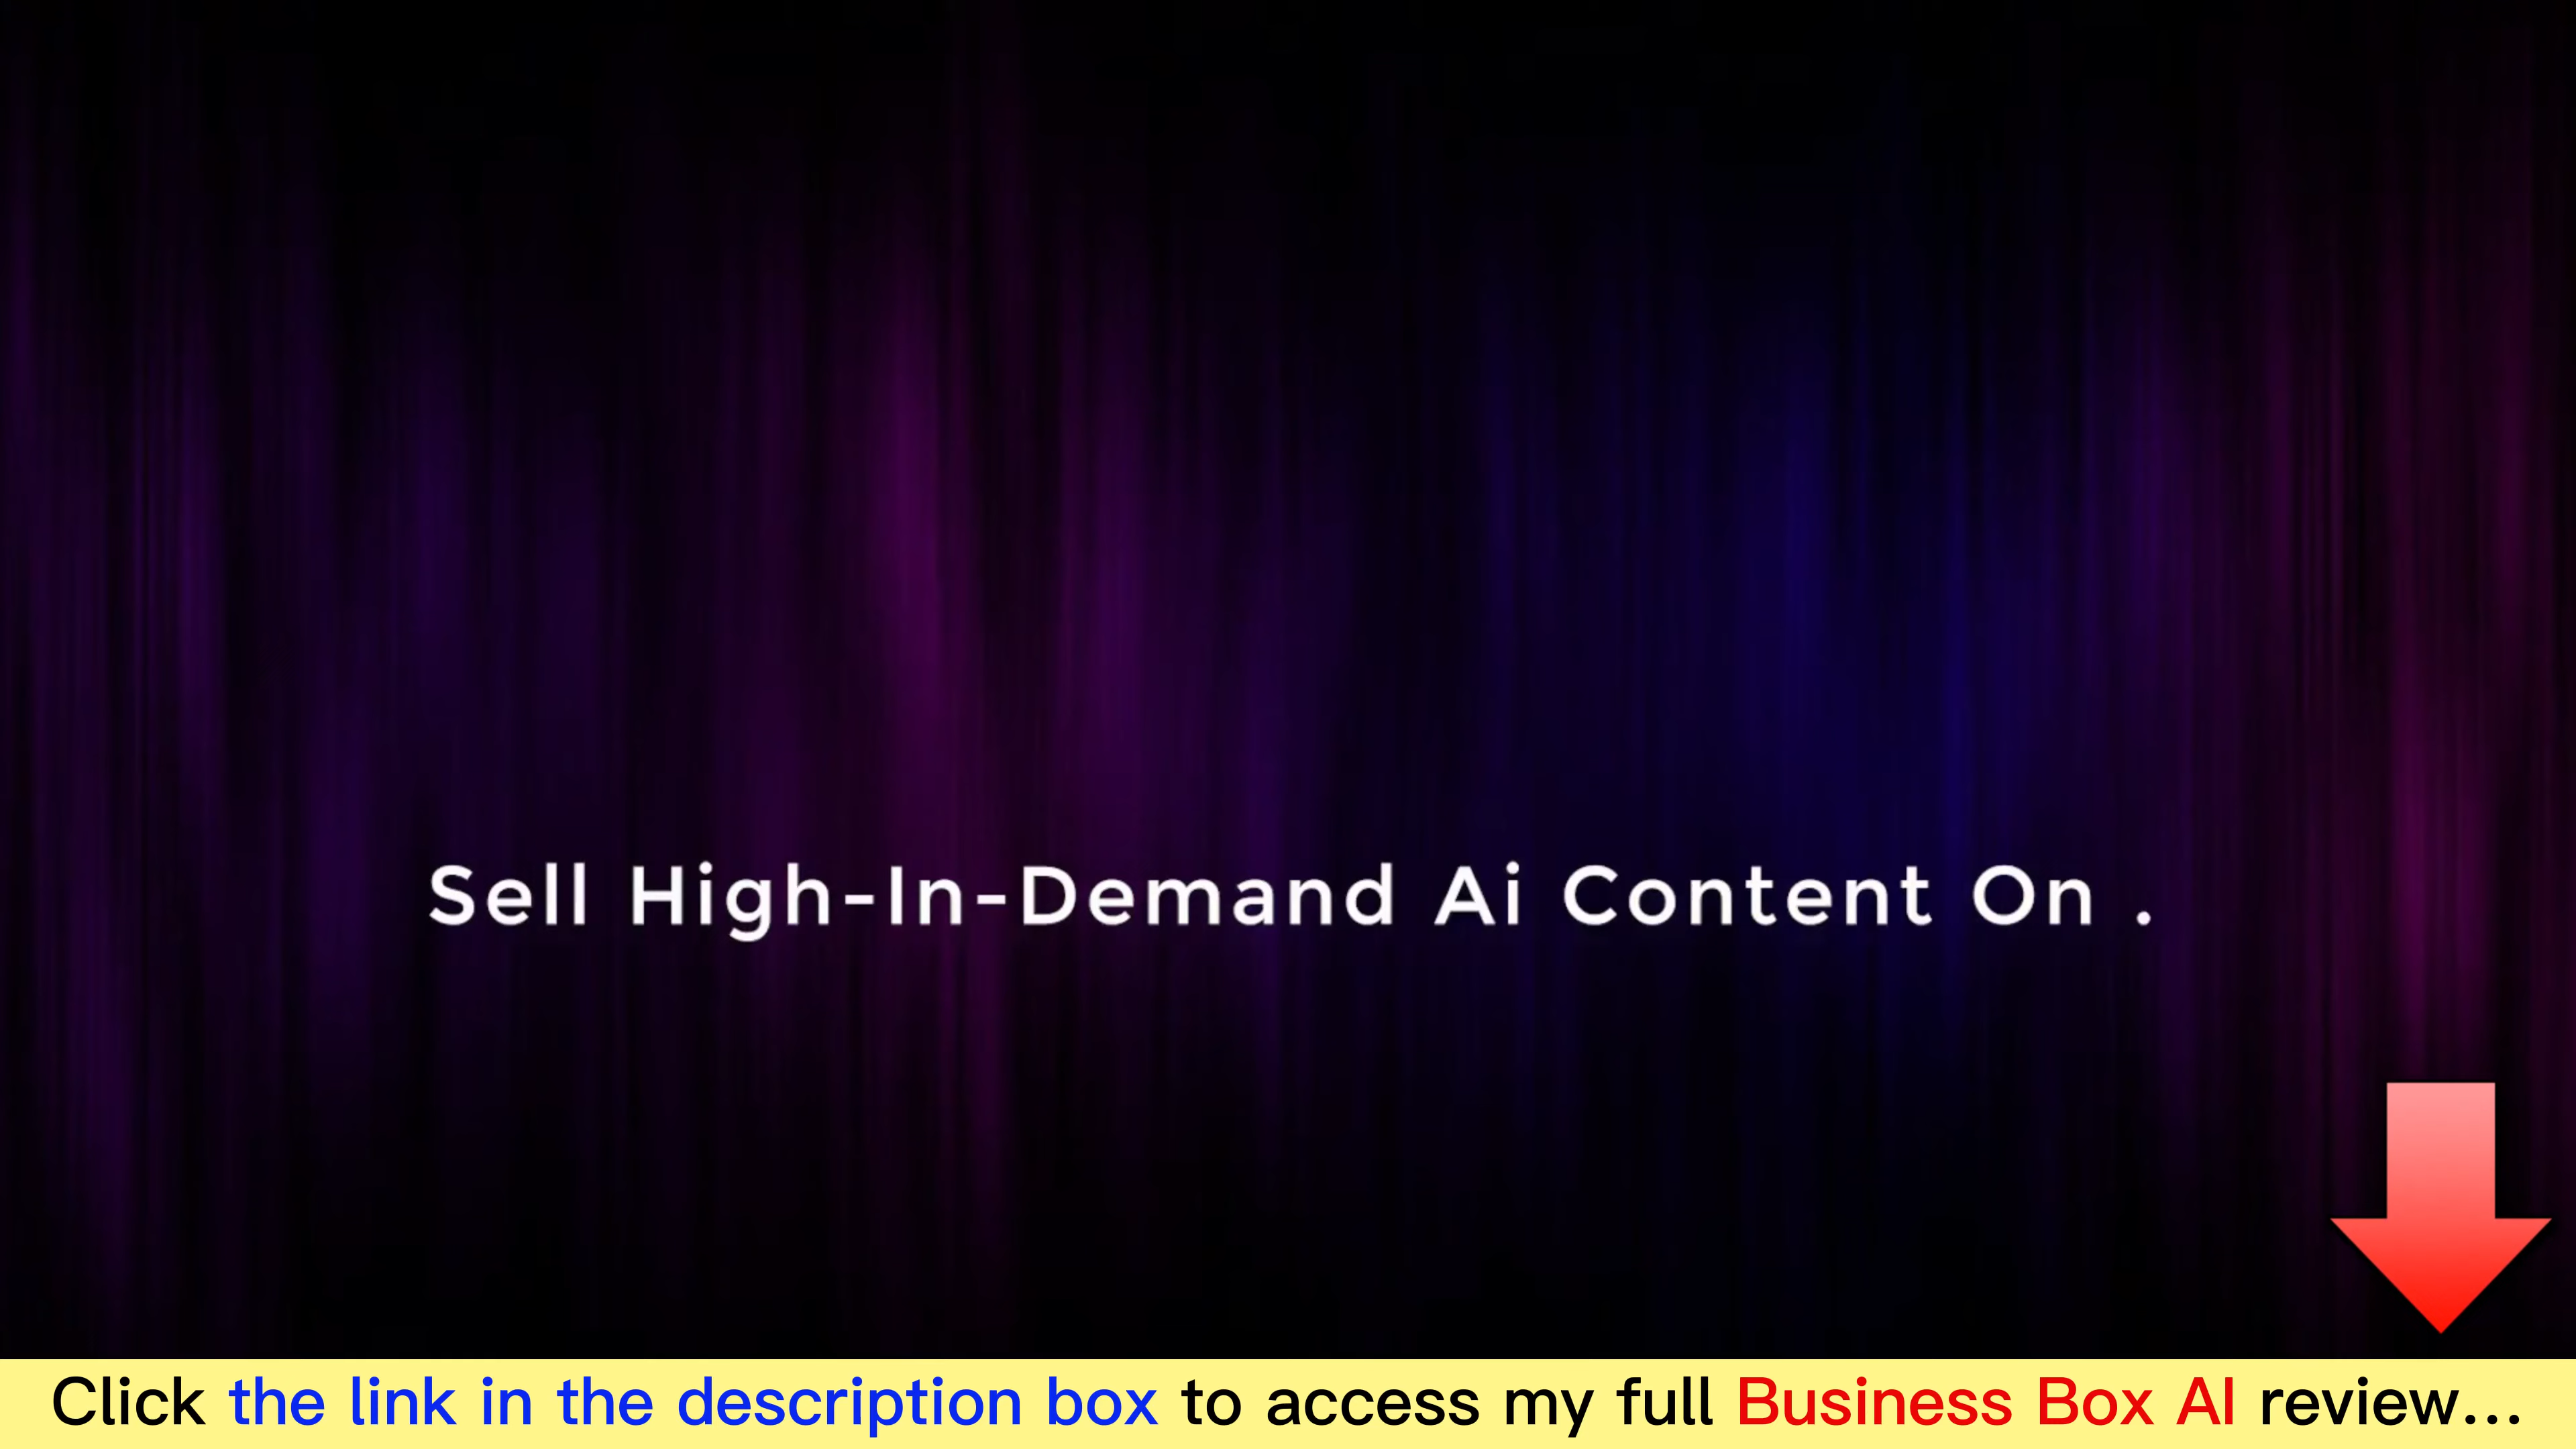 Sell High-In-Demand Ai Content On .
Click the link in the description box to access my full Business Box AI review...